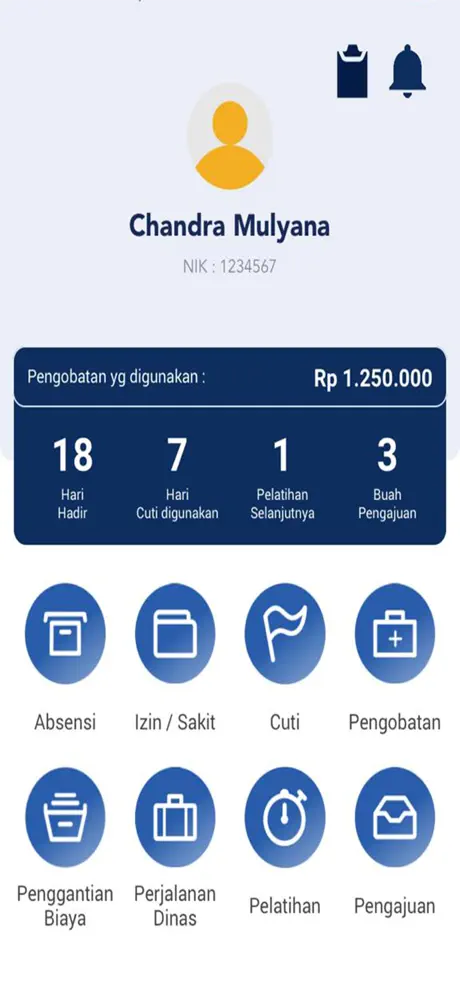 Chandra Mulyana
NIK : 1234567
Pengobatan yg digunakan :
Rp 1.250.000
18
Hari
Hadir
7
Hari
Cuti digunakan
1
Pelatihan
Selanjutnya
3
Buah
Pengajuan
Absensi
Izin / Sakit
Cuti
Pengobatan
Penggantian
Biaya
Perjalanan
Dinas
Pelatihan
Pengajuan